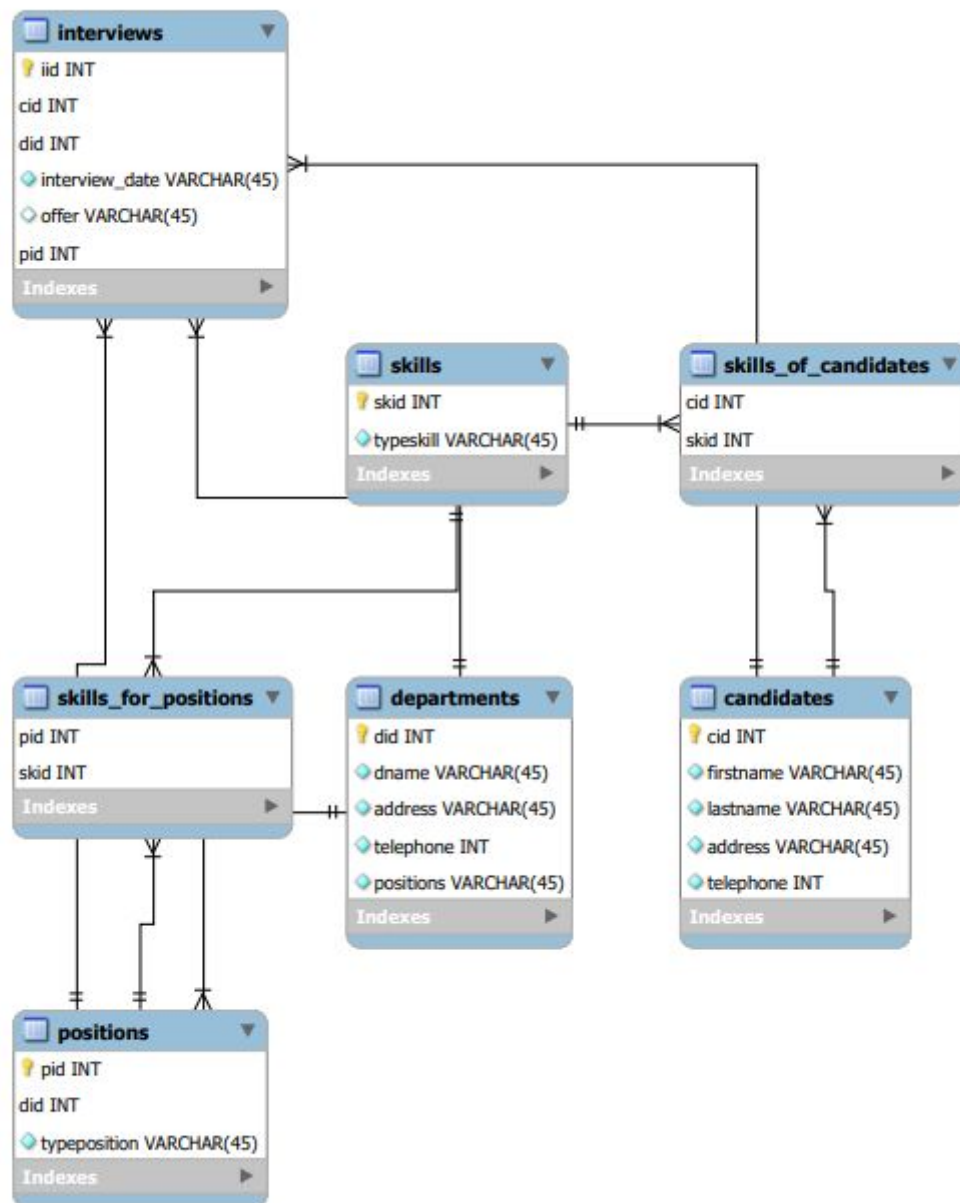 interviews
iid INT
cid INT
did INT
interview_date VARCHAR(45)
offer VARCHAR(45)
pid INT
Indexes
skills
skid INT
typeskill VARCHAR(45)
Indexes
skills_of_candidates
cid INT
skid INT
Indexes
skills_for_positions
pid INT
skid INT
Indexes
departments
did INT
dname VARCHAR(45)
address VARCHAR(45)
telephone INT
positions VARCHAR(45)
Indexes
candidates
cid INT
firstname VARCHAR(45)
lastname VARCHAR(45)
address VARCHAR(45)
telephone INT
Indexes
positions
pid INT
did INT
typeposition VARCHAR(45)
Indexes